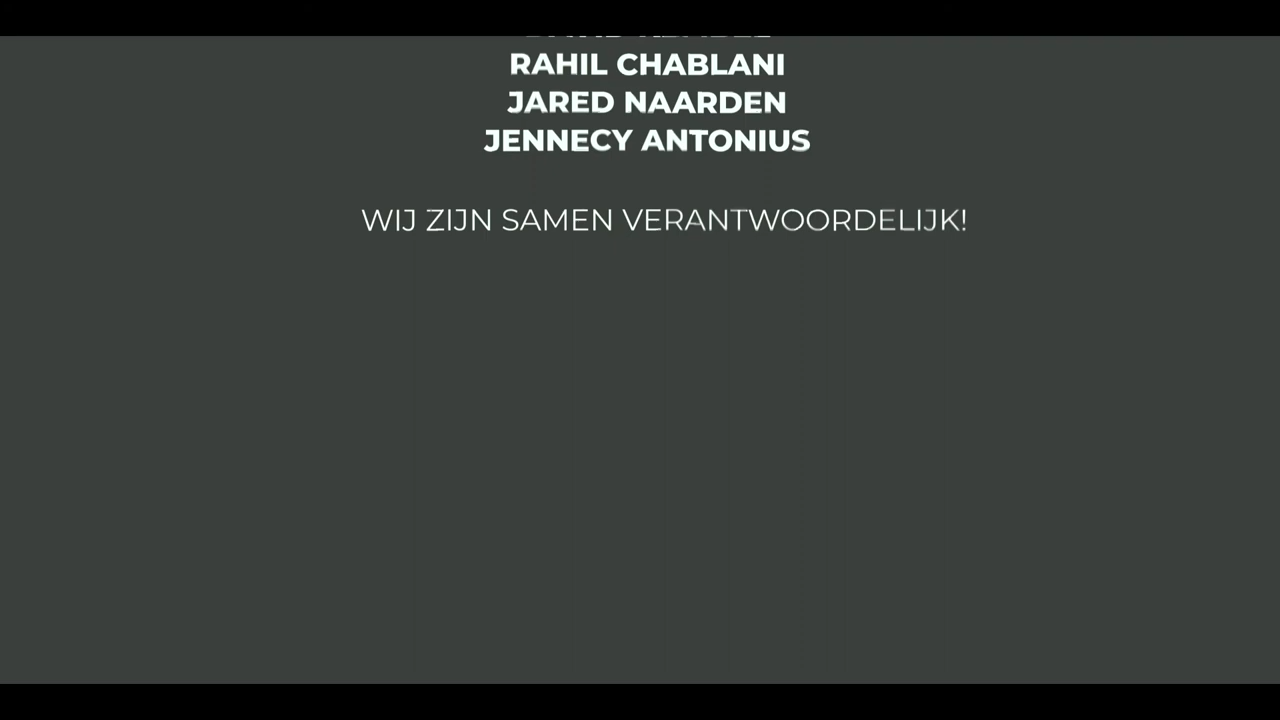 RAHIL CHABLANI
JARED NAARDEN
JENNECY ANTONIUS
WIJ ZIJN SAMEN VERANTWOORDELIJK!